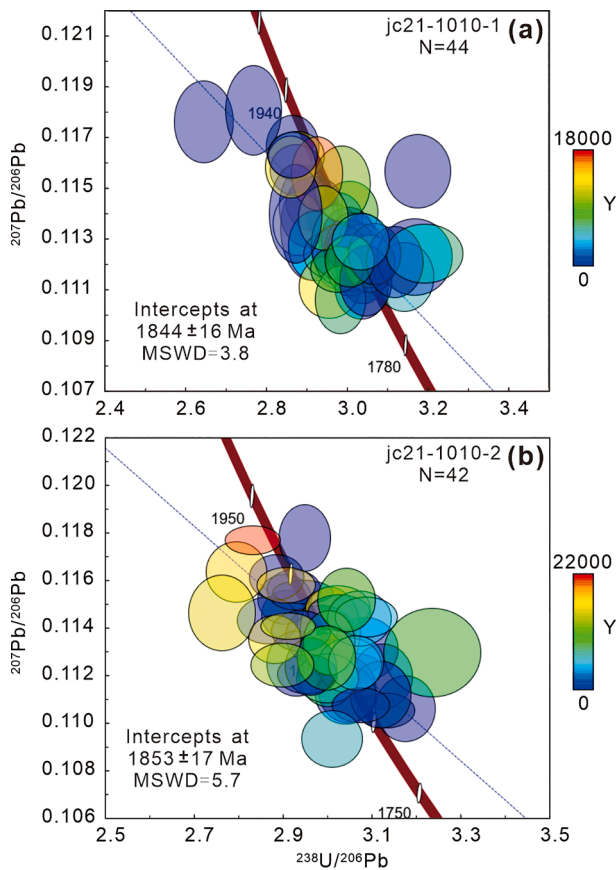 0.121
0.119
0.117
0.115
0.113
0.111
0.109
0.107
207Pb/206Pb
jc21-1010-1 (a)
N=44
1940
1780
Intercepts at
1844±16 Ma
MSWD=3.8
2.4 2.6 2.8 3.0 3.2 3.4
18000
Y
0
0.122
0.120
0.118
0.116
0.114
0.112
0.110
0.108
0.106
207Pb/206Pb
jc21-1010-2 (b)
N=42
1950
1750
Intercepts at
1853±17 Ma
MSWD=5.7
2.5 2.7 2.9 3.1 3.3 3.5
238U/206Pb
22000
Y
0